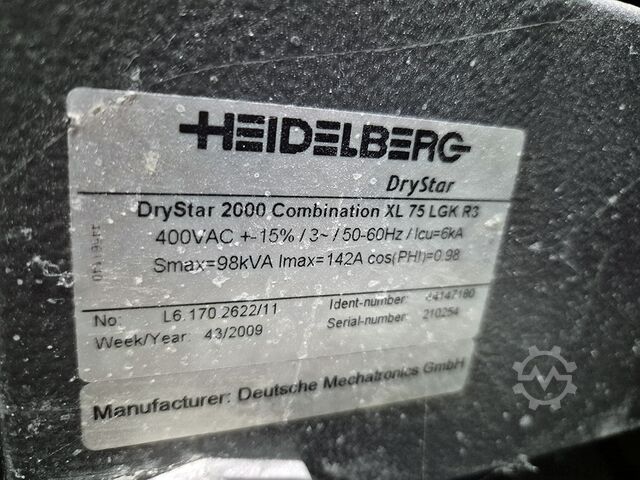 HEIDELBERG
DryStar
DryStar 2000 Combination XL 75 LGK R3
400VAC +-15% / 3~ / 50-60Hz / Icu=6kA
Smax=98kVA Imax=142A cos(PHI)=0.98
No: L6.170.2622/11 Ident-number:
Week/Year: 43/2009 Serial-number: 210254
Manufacturer: Deutsche Mechatronics GmbH